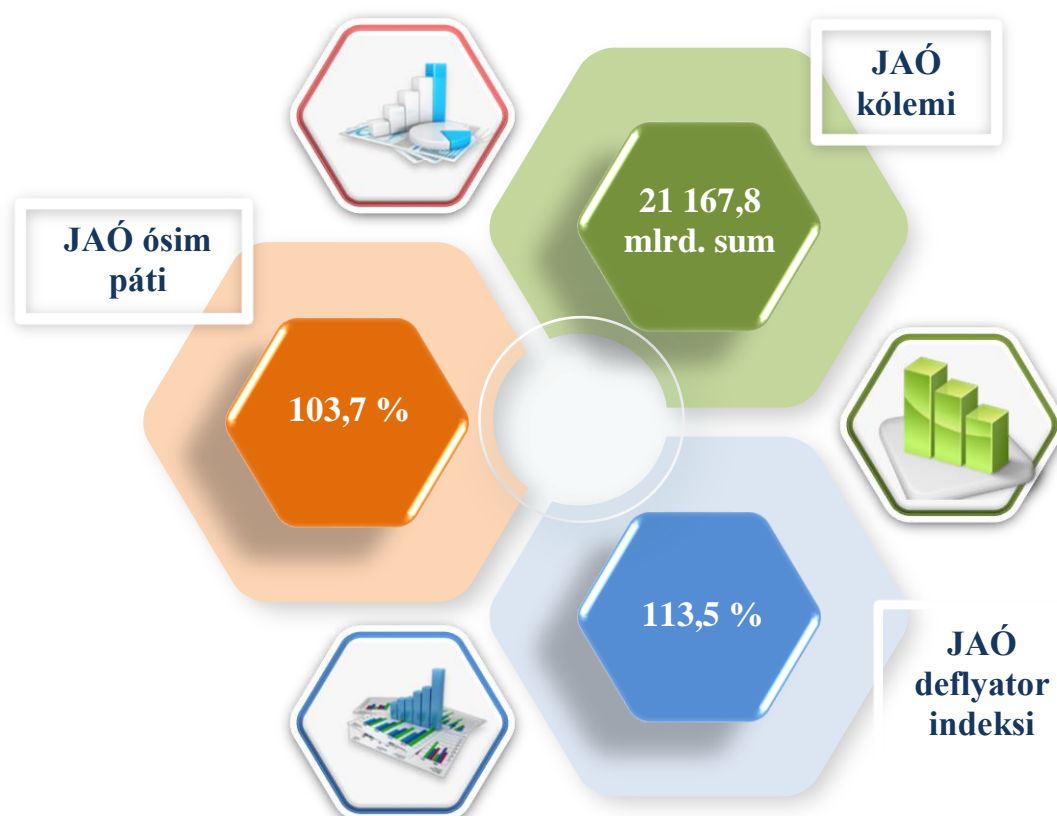 JAÓ
kólemi
21 167,8
mlrd. sum
JAÓ ósim
páti
103,7 %
113,5 %
JAÓ
deflyator
indeksi